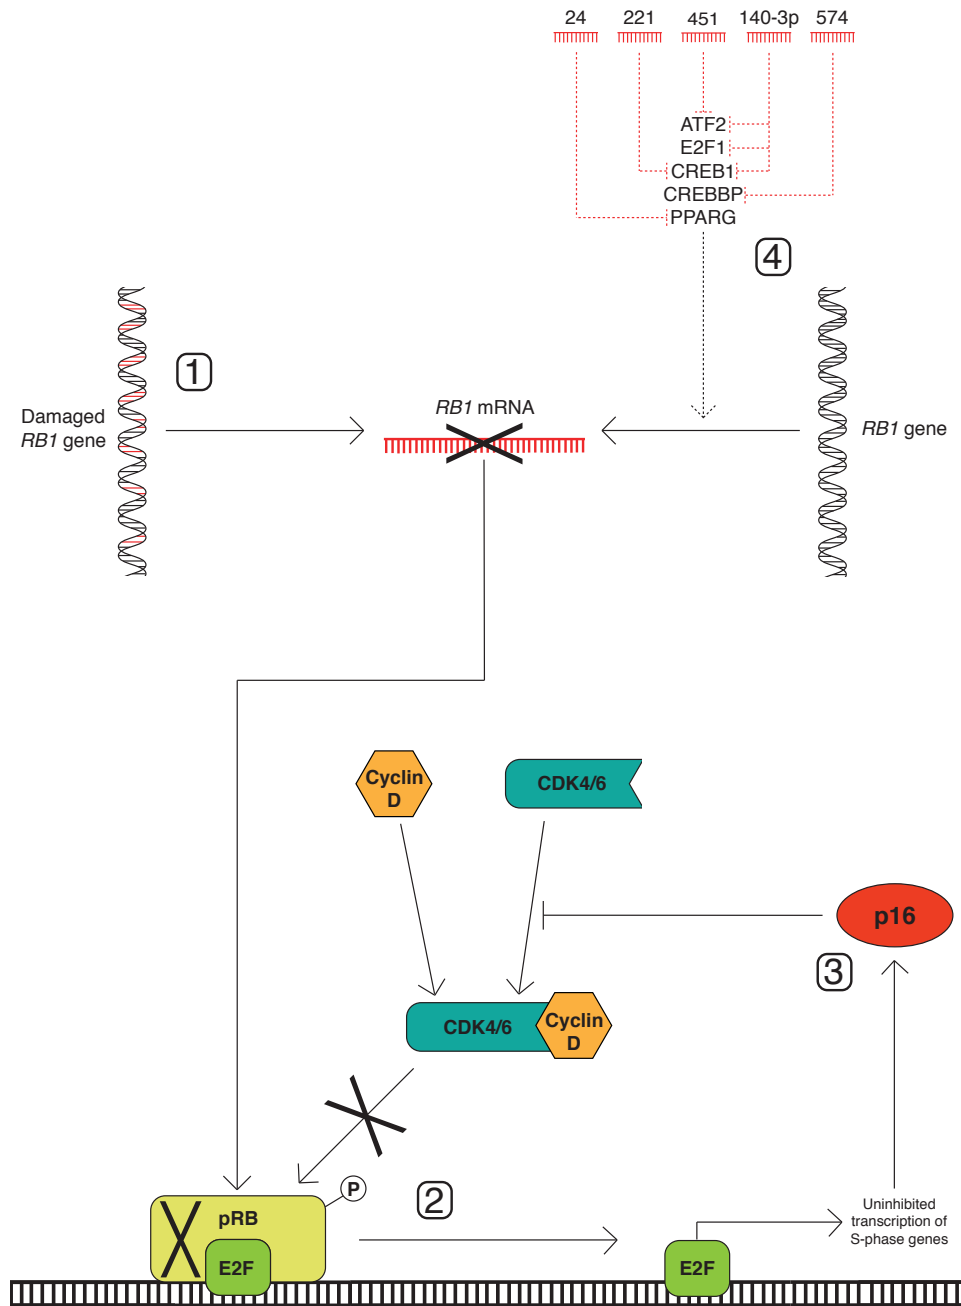 24 221 451 140-3p 574
ATF2
E2F1
CREB1
CREBBP
PPARG
4
1
Damaged
RB1 gene
RB1 mRNA
RB1 gene
Cyclin
D
CDK4/6
p16
3
CDK4/6
Cyclin
D
P
2
pRB
E2F
E2F
Uninhibited
transcription of
S-phase genes